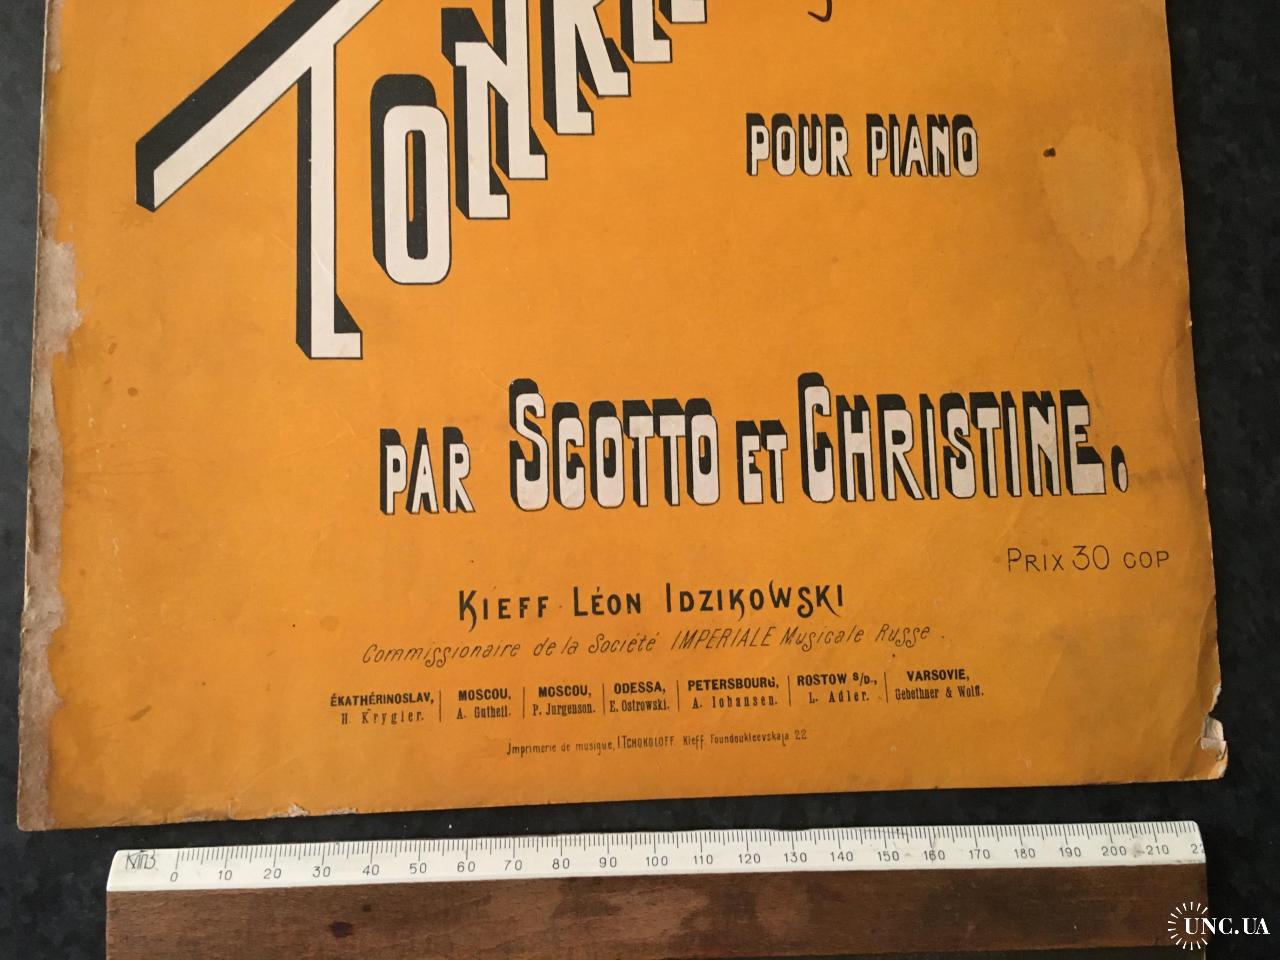 POUR PIANO
PAR SCOTTO ET CHRISTINE.
PRIX 30 COP
KIEFF LÉON IDZIKOWSKI
Commissionaire de la Société IMPERIALE Musicale Russe.
ÉKATHÉRINOSLAV, MOSCOU, MOSCOU, ODESSA, PETERSBOURG, ROSTOW S/D., VARSOVIE,
H. Krygier. A. Gutheil. P. Jurgenson. E. Ostrowski. A. Iohansen. L. Adler. Gebethner & Wolff.
Jmprimerie de musique, I. TCHOKOLOFF. Kieff, Foundoukleevskaja 22
0 10 20 30 40 50 60 70 80 90 100 110 120 130 140 150 160 170 180 190 200 210
UNC.UA